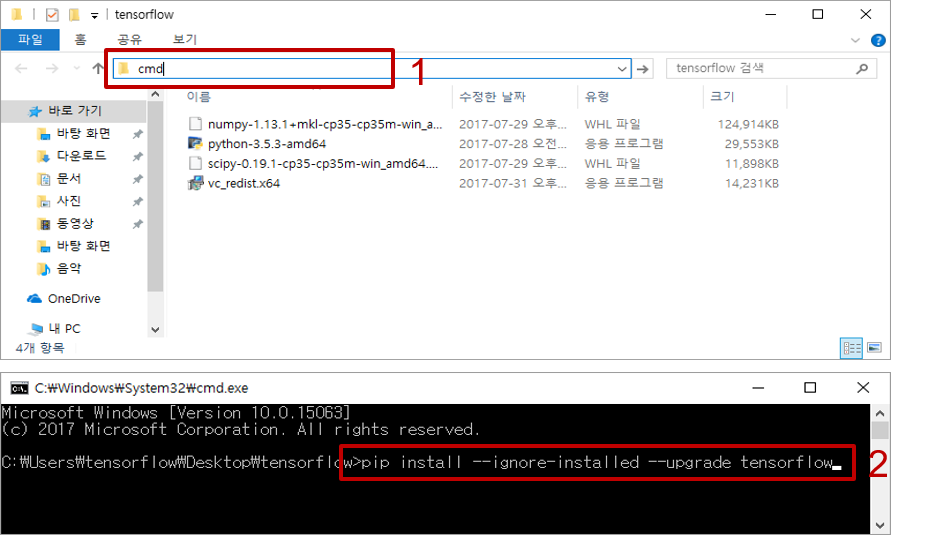 tensorflow
파일 홈 공유 보기
cmd
1
tensorflow 검색
이름 수정한 날짜 유형 크기
바로 가기
바탕 화면
다운로드
문서
사진
동영상
바탕 화면
음악
OneDrive
내 PC
numpy-1.13.1+mkl-cp35-cp35m-win_a... 2017-07-29 오후... WHL 파일 124,914KB
python-3.5.3-amd64 2017-07-28 오전... 응용 프로그램 29,553KB
scipy-0.19.1-cp35-cp35m-win_amd64.... 2017-07-29 오후... WHL 파일 11,898KB
vc_redist.x64 2017-07-31 오후... 응용 프로그램 14,231KB
4개 항목
C:₩Windows₩System32₩cmd.exe
Microsoft Windows [Version 10.0.15063]
(c) 2017 Microsoft Corporation. All rights reserved.
C:₩Users₩tensorflow₩Desktop₩tensorflow>pip install --ignore-installed --upgrade tensorflow
2